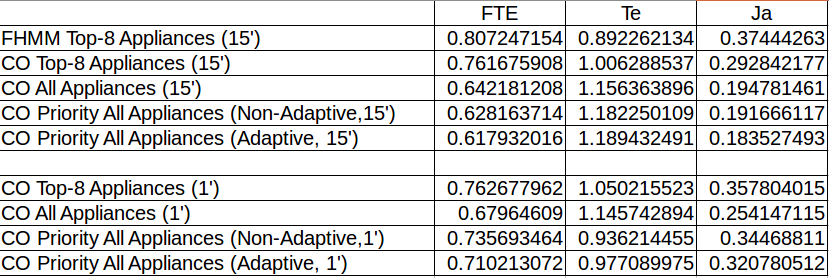 FTE Te Ja
FHMM Top-8 Appliances (15') 0.807247154 0.892262134 0.37444263
CO Top-8 Appliances (15') 0.761675908 1.006288537 0.292842177
CO All Appliances (15') 0.642181208 1.156363896 0.194781461
CO Priority All Appliances (Non-Adaptive,15') 0.628163714 1.182250109 0.191666117
CO Priority All Appliances (Adaptive, 15') 0.617932016 1.189432491 0.183527493
CO Top-8 Appliances (1') 0.762677962 1.050215523 0.357804015
CO All Appliances (1') 0.67964609 1.145742894 0.254147115
CO Priority All Appliances (Non-Adaptive,1') 0.735693464 0.936214455 0.34468811
CO Priority All Appliances (Adaptive, 1') 0.710213072 0.977089975 0.320780512